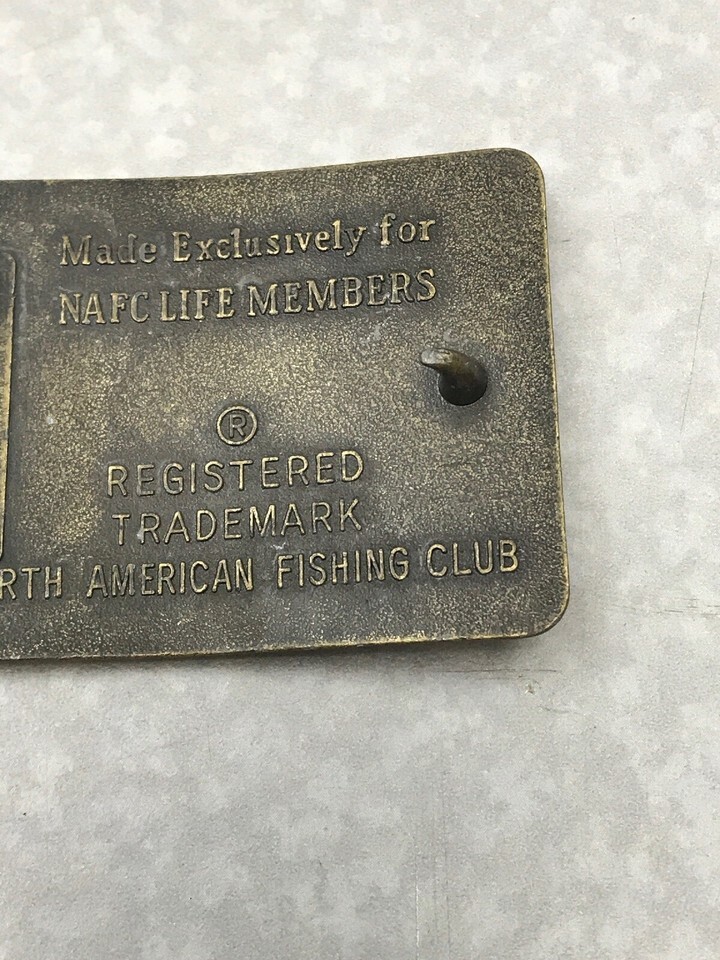 Made Exclusively for
NAFC LIFE MEMBERS
®
REGISTERED
TRADEMARK
RTH AMERICAN FISHING CLUB